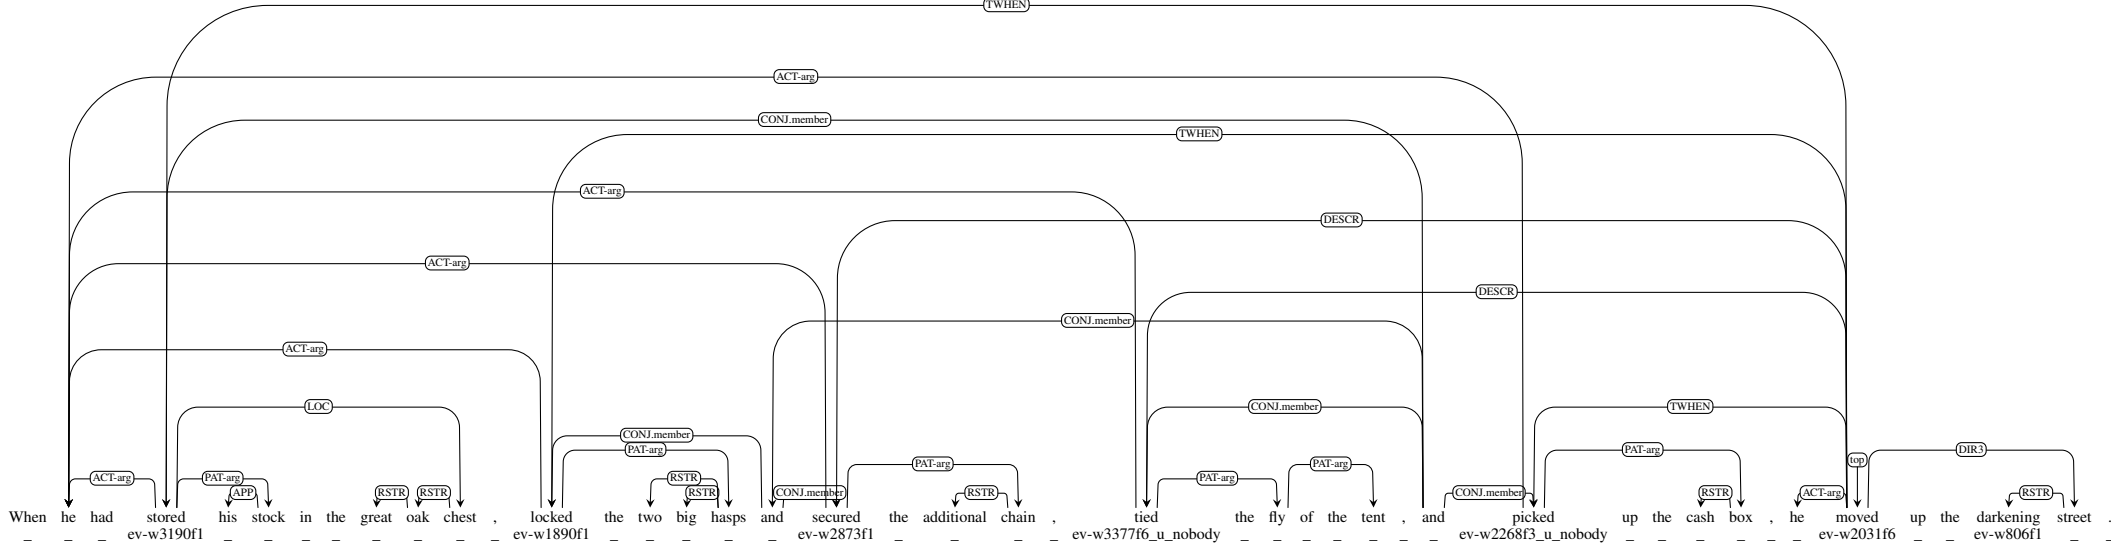 TWHEN
ACT-arg
CONJ.member
TWHEN
ACT-arg
DESCR
ACT-arg
DESCR
CONJ.member
ACT-arg
LOC CONJ.member TWHEN
CONJ.member
PAT-arg PAT-arg DIR3
top
PAT-arg PAT-arg
ACT-arg PAT-arg RSTR PAT-arg
APP RSTR RSTR RSTR CONJ.member RSTR CONJ.member RSTR ACT-arg RSTR
When he had stored his stock in the great oak chest , locked the two big hasps and secured the additional chain , tied the fly of the tent , and picked up the cash box , he moved up the darkening street .
_ _ _ ev-w3190f1 _ _ _ _ _ _ _ _ ev-w1890f1 _ _ _ _ _ ev-w2873f1 _ _ _ _ ev-w3377f6_u_nobody _ _ _ _ _ _ _ ev-w2268f3_u_nobody _ _ _ _ _ _ ev-w2031f6 _ _ ev-w806f1 _ _